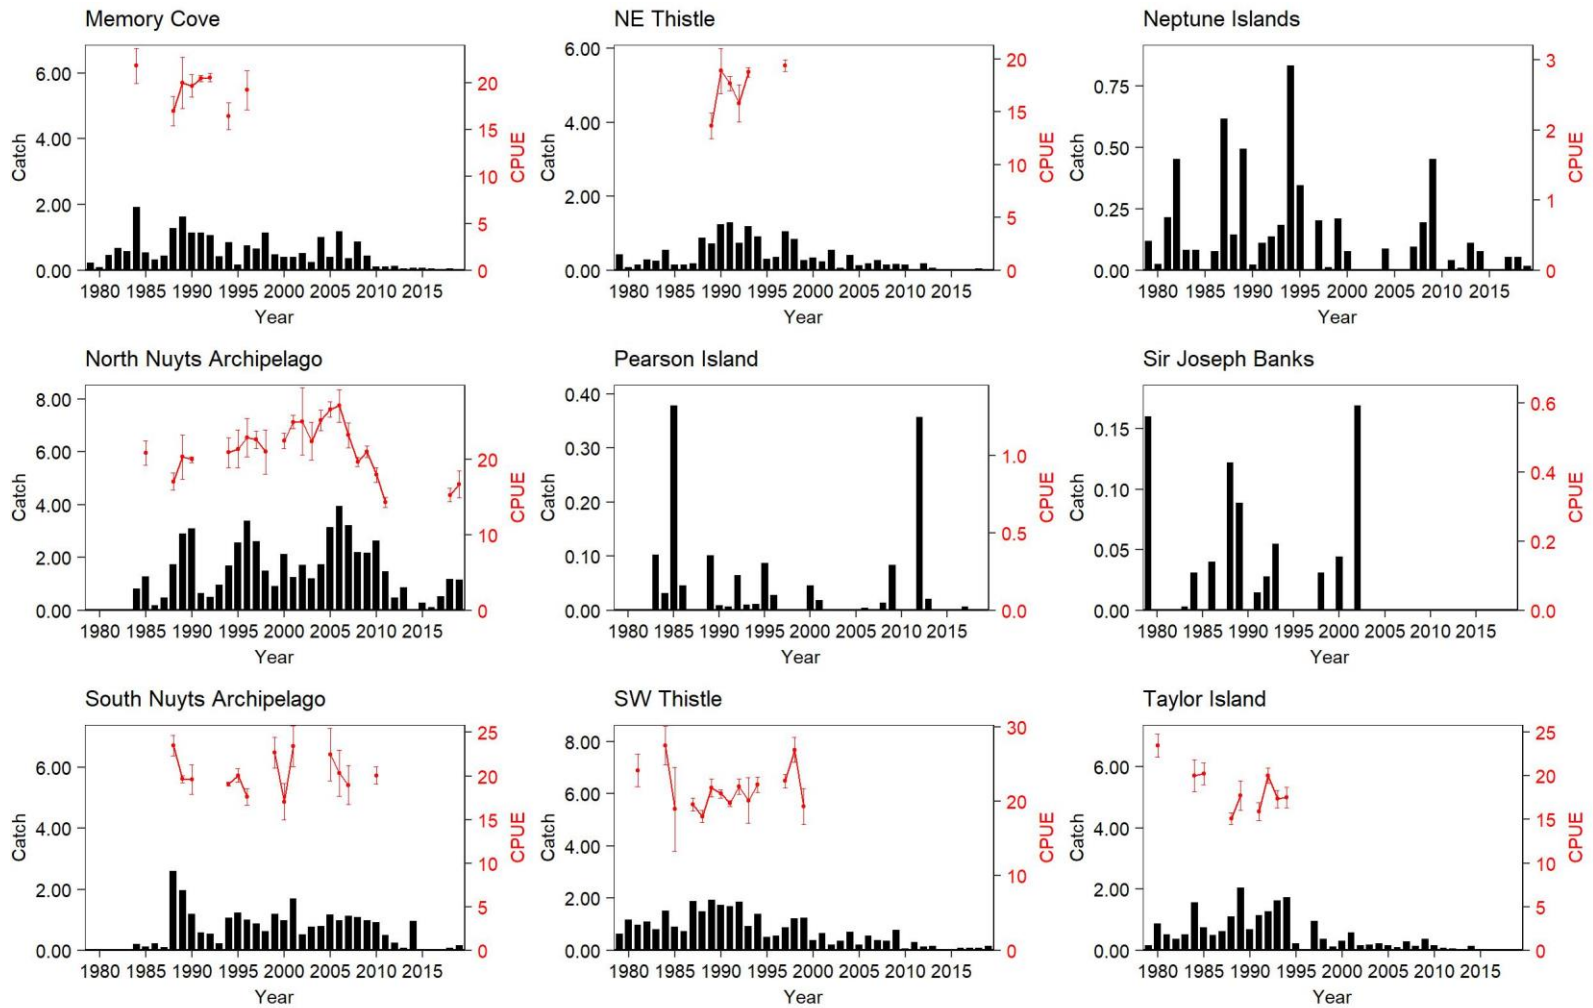 Memory Cove
6.00
4.00
2.00
0.00
Catch
20
15
10
5
0
CPUE
1980 1985 1990 1995 2000 2005 2010 2015
Year
NE Thistle
6.00
4.00
2.00
0.00
Catch
20
15
10
5
0
CPUE
1980 1985 1990 1995 2000 2005 2010 2015
Year
Neptune Islands
0.75
0.50
0.25
0.00
Catch
3
2
1
0
CPUE
1980 1985 1990 1995 2000 2005 2010 2015
Year
North Nuyts Archipelago
8.00
6.00
4.00
2.00
0.00
Catch
20
10
0
CPUE
1980 1985 1990 1995 2000 2005 2010 2015
Year
Pearson Island
0.40
0.30
0.20
0.10
0.00
Catch
1.0
0.5
0.0
CPUE
1980 1985 1990 1995 2000 2005 2010 2015
Year
Sir Joseph Banks
0.15
0.10
0.05
0.00
Catch
0.6
0.4
0.2
0.0
CPUE
1980 1985 1990 1995 2000 2005 2010 2015
Year
South Nuyts Archipelago
6.00
4.00
2.00
0.00
Catch
25
20
15
10
5
0
CPUE
1980 1985 1990 1995 2000 2005 2010 2015
Year
SW Thistle
8.00
6.00
4.00
2.00
0.00
Catch
30
20
10
0
CPUE
1980 1985 1990 1995 2000 2005 2010 2015
Year
Taylor Island
6.00
4.00
2.00
0.00
Catch
25
20
15
10
5
0
CPUE
1980 1985 1990 1995 2000 2005 2010 2015
Year